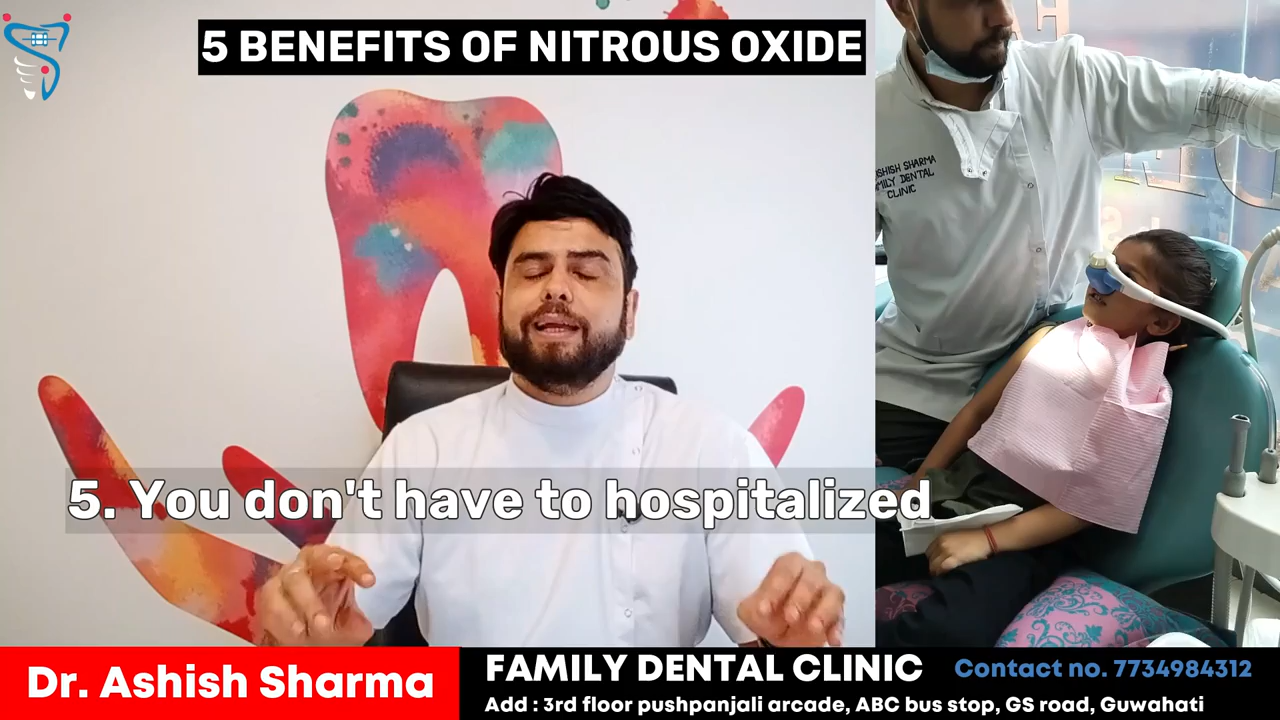 5 BENEFITS OF NITROUS OXIDE
SHISH SHARMA
MILY DENTAL
CLINIC
5. You don't have to hospitalized
Dr. Ashish Sharma
FAMILY DENTAL CLINIC
Contact no. 7734984312
Add : 3rd floor pushpanjali arcade, ABC bus stop, GS road, Guwahati